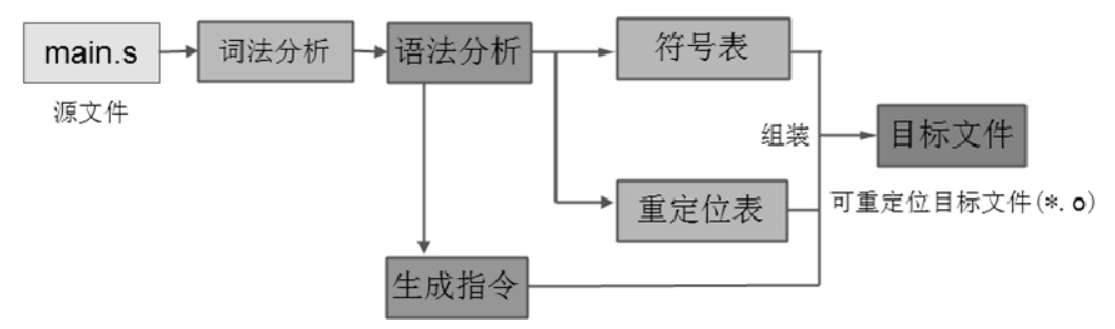 main.s
词法分析
语法分析
符号表
源文件
组装
目标文件
重定位表
可重定位目标文件(*.o)
生成指令